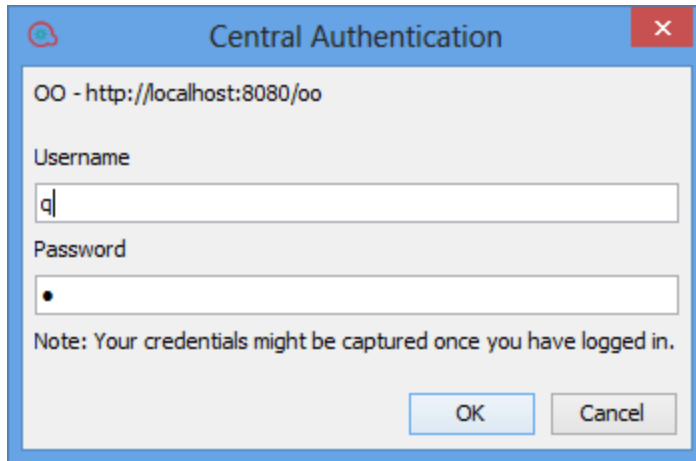 Central Authentication
OO - http://localhost:8080/oo
Username
q
Password
•
Note: Your credentials might be captured once you have logged in.
OK Cancel